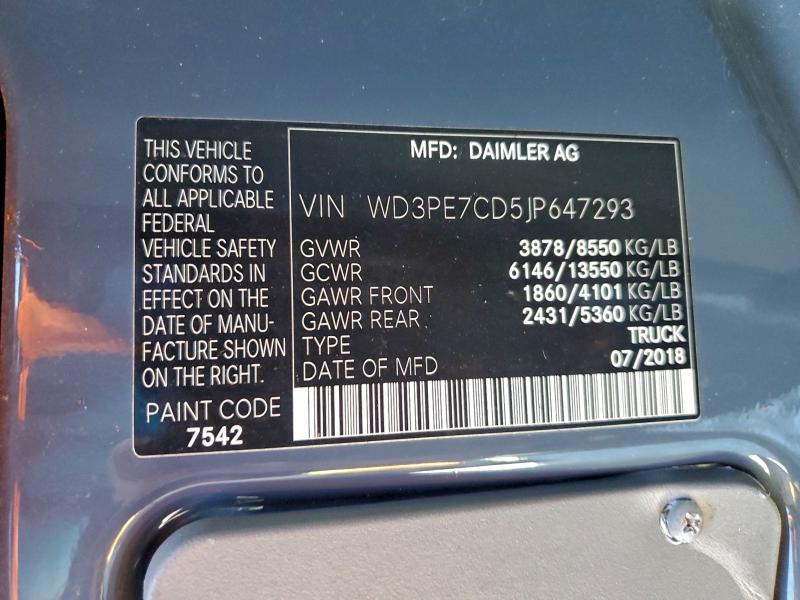 THIS VEHICLE
CONFORMS TO
ALL APPLICABLE
FEDERAL
VEHICLE SAFETY
STANDARDS IN
EFFECT ON THE
DATE OF MANU-
FACTURE SHOWN
ON THE RIGHT.
PAINT CODE
7542
MFD: DAIMLER AG
VIN WD3PE7CD5JP647293
GVWR 3878/8550 KG/LB
GCWR 6146/13550 KG/LB
GAWR FRONT 1860/4101 KG/LB
GAWR REAR 2431/5360 KG/LB
TYPE TRUCK
DATE OF MFD 07/2018